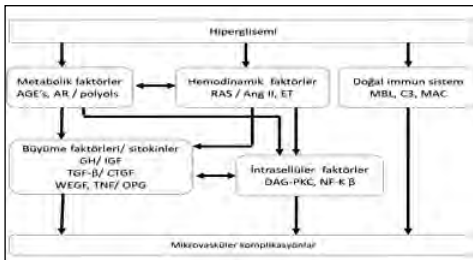 Hiperglisemi
Metabolik faktörler
AGE's, AR / polyols
Hemodinamik faktörler
RAS / Ang II, ET
Doğal immun sistem
MBL, C3, MAC
Büyüme faktörleri/ sitokinler
GH/ IGF
TGF-β/ CTGF
WEGF, TNF/ OPG
İntrasellüler faktörler
DAG-PKC, NF-K β
Mikrovasküler komplikasyonlar